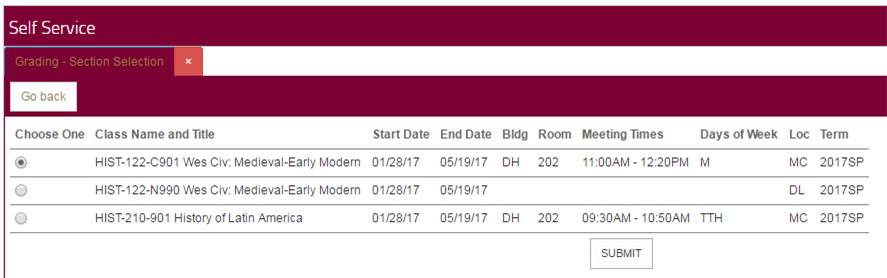 Self Service
Grading - Section Selection ×
Go back
Choose One Class Name and Title Start Date End Date Bldg Room Meeting Times Days of Week Loc Term
HIST-122-C901 Wes Civ: Medieval-Early Modern 01/28/17 05/19/17 DH 202 11:00AM - 12:20PM M MC 2017SP
HIST-122-N990 Wes Civ: Medieval-Early Modern 01/28/17 05/19/17 DL 2017SP
HIST-210-901 History of Latin America 01/28/17 05/19/17 DH 202 09:30AM - 10:50AM TTH MC 2017SP
SUBMIT